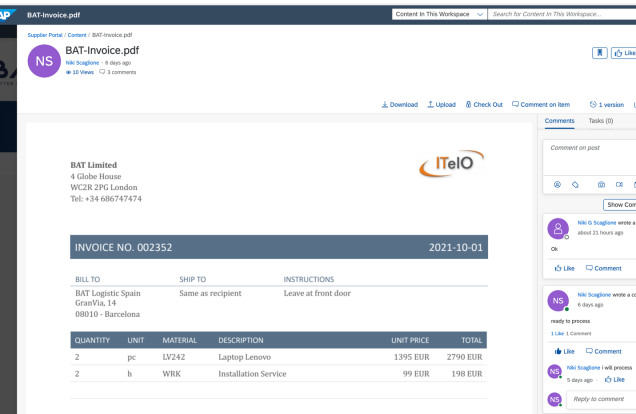 BAT-Invoice.pdf
Content In This Workspace
Search for Content In This Workspace...
Supplier Portal / Content / BAT-Invoice.pdf
NS
BAT-Invoice.pdf
Niki Scaglione · 6 days ago
10 Views 3 comments
Like
Download Upload Check Out Comment on item 1 version
Comments Tasks (0)
Comment on post
BAT Limited
4 Globe House
WC2R 2PG London
Tel: +34 686747474
ITeIO
INVOICE NO. 002352 2021-10-01
BILL TO SHIP TO INSTRUCTIONS
BAT Logistic Spain Same as recipient Leave at front door
GranVia, 14
08010 - Barcelona
QUANTITY UNIT MATERIAL DESCRIPTION UNIT PRICE TOTAL
2 pc LV242 Laptop Lenovo 1395 EUR 2790 EUR
2 h WRK Installation Service 99 EUR 198 EUR
Show
Niki G Scaglione wrote a
about 21 hours ago
Ok
Like Comment
NS
Niki Scaglione wrote a
6 days ago
ready to process
1 Like 1 Comment
Like Comment
NS
Niki Scaglione i will process
5 days ago · Like
NS
Reply to comment